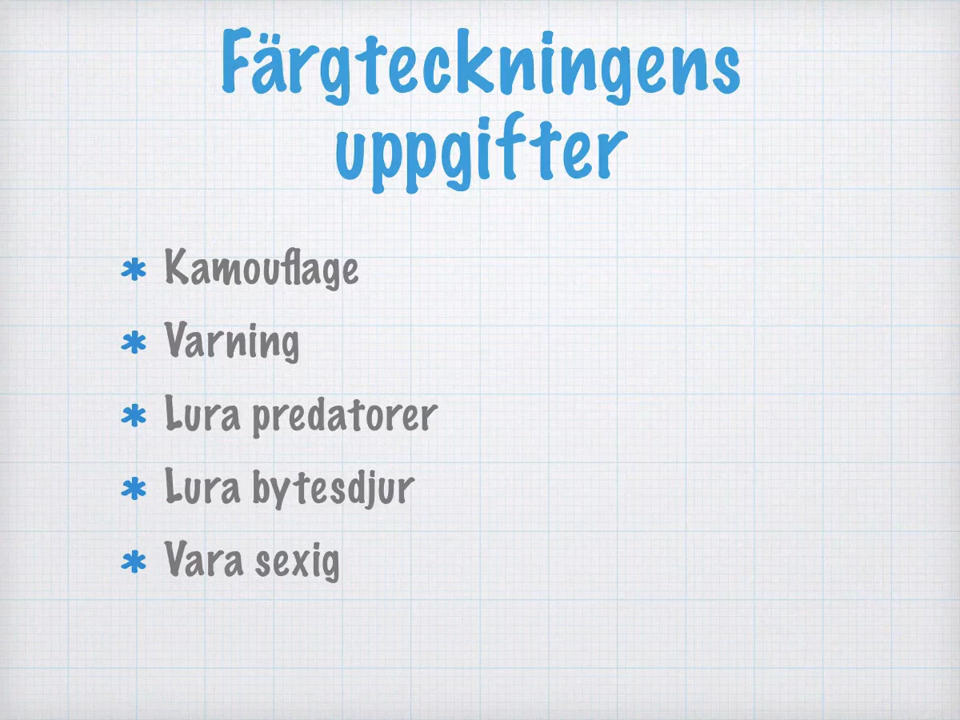 Färgteckningens
uppgifter
* Kamouflage
* Varning
* Lura predatorer
* Lura bytesdjur
* Vara sexig